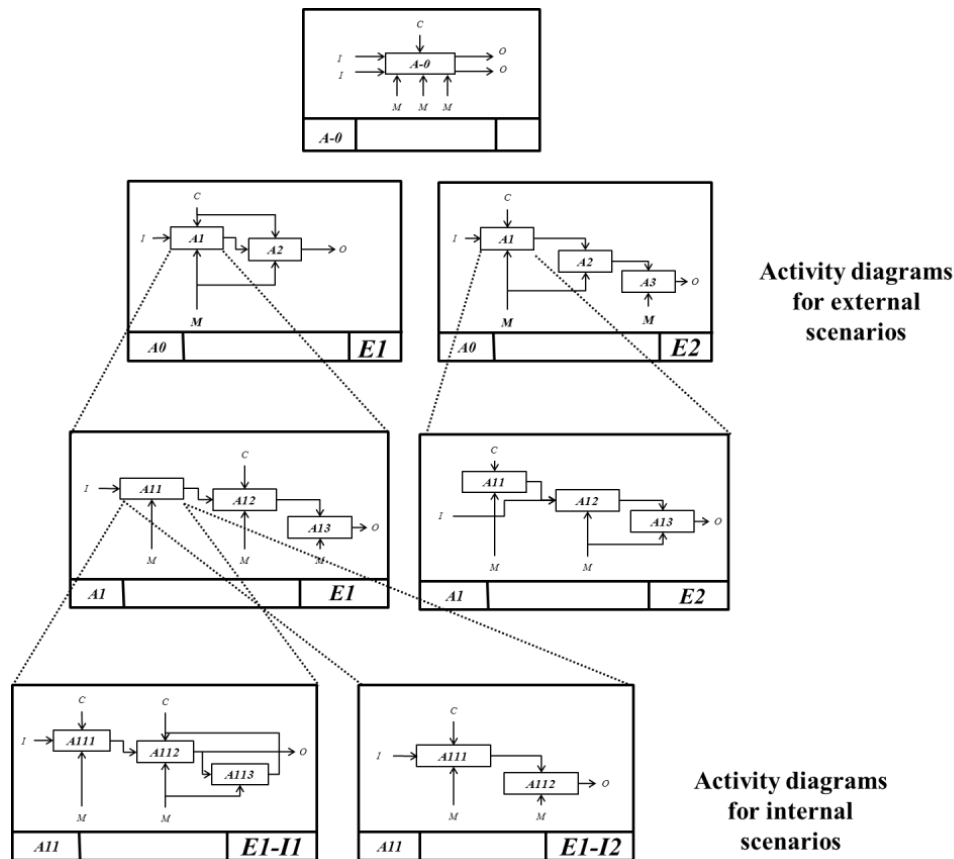 C
I
I
A-0
O
O
M M M
A-0
C
I
A1
A2
O
M
A0
E1
C
I
A1
A2
A3
O
M
M
A0
E2
Activity diagrams
for external
scenarios
C
I
A11
A12
A13
O
M
M
M
A1
E1
C
A11
I
A12
A13
O
M
M
A1
E2
C
C
I
A111
A112
A113
O
M
M
A11
E1-I1
C
I
A111
A112
O
M
M
A11
E1-I2
Activity diagrams
for internal
scenarios